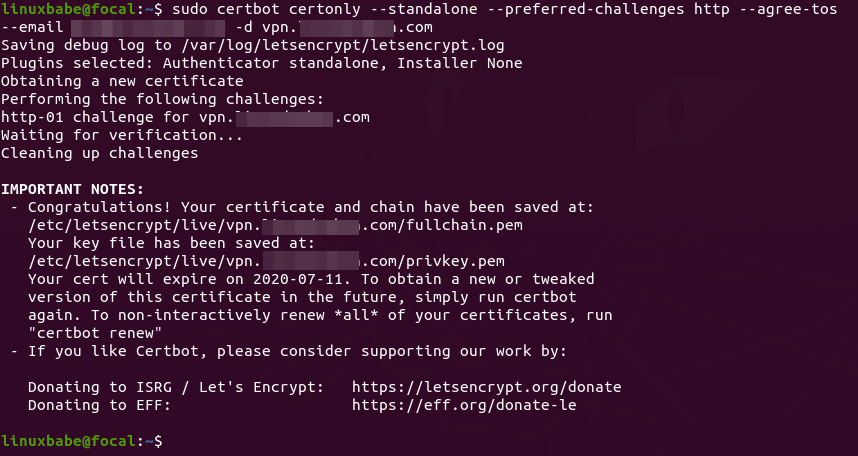 linuxbabe@focal:~$ sudo certbot certonly --standalone --preferred-challenges http --agree-tos
--email -d vpn. .com
Saving debug log to /var/log/letsencrypt/letsencrypt.log
Plugins selected: Authenticator standalone, Installer None
Obtaining a new certificate
Performing the following challenges:
http-01 challenge for vpn. .com
Waiting for verification...
Cleaning up challenges
IMPORTANT NOTES:
- Congratulations! Your certificate and chain have been saved at:
/etc/letsencrypt/live/vpn. .com/fullchain.pem
Your key file has been saved at:
/etc/letsencrypt/live/vpn. .com/privkey.pem
Your cert will expire on 2020-07-11. To obtain a new or tweaked
version of this certificate in the future, simply run certbot
again. To non-interactively renew *all* of your certificates, run
"certbot renew"
- If you like Certbot, please consider supporting our work by:
Donating to ISRG / Let's Encrypt: https://letsencrypt.org/donate
Donating to EFF: https://eff.org/donate-le
linuxbabe@focal:~$